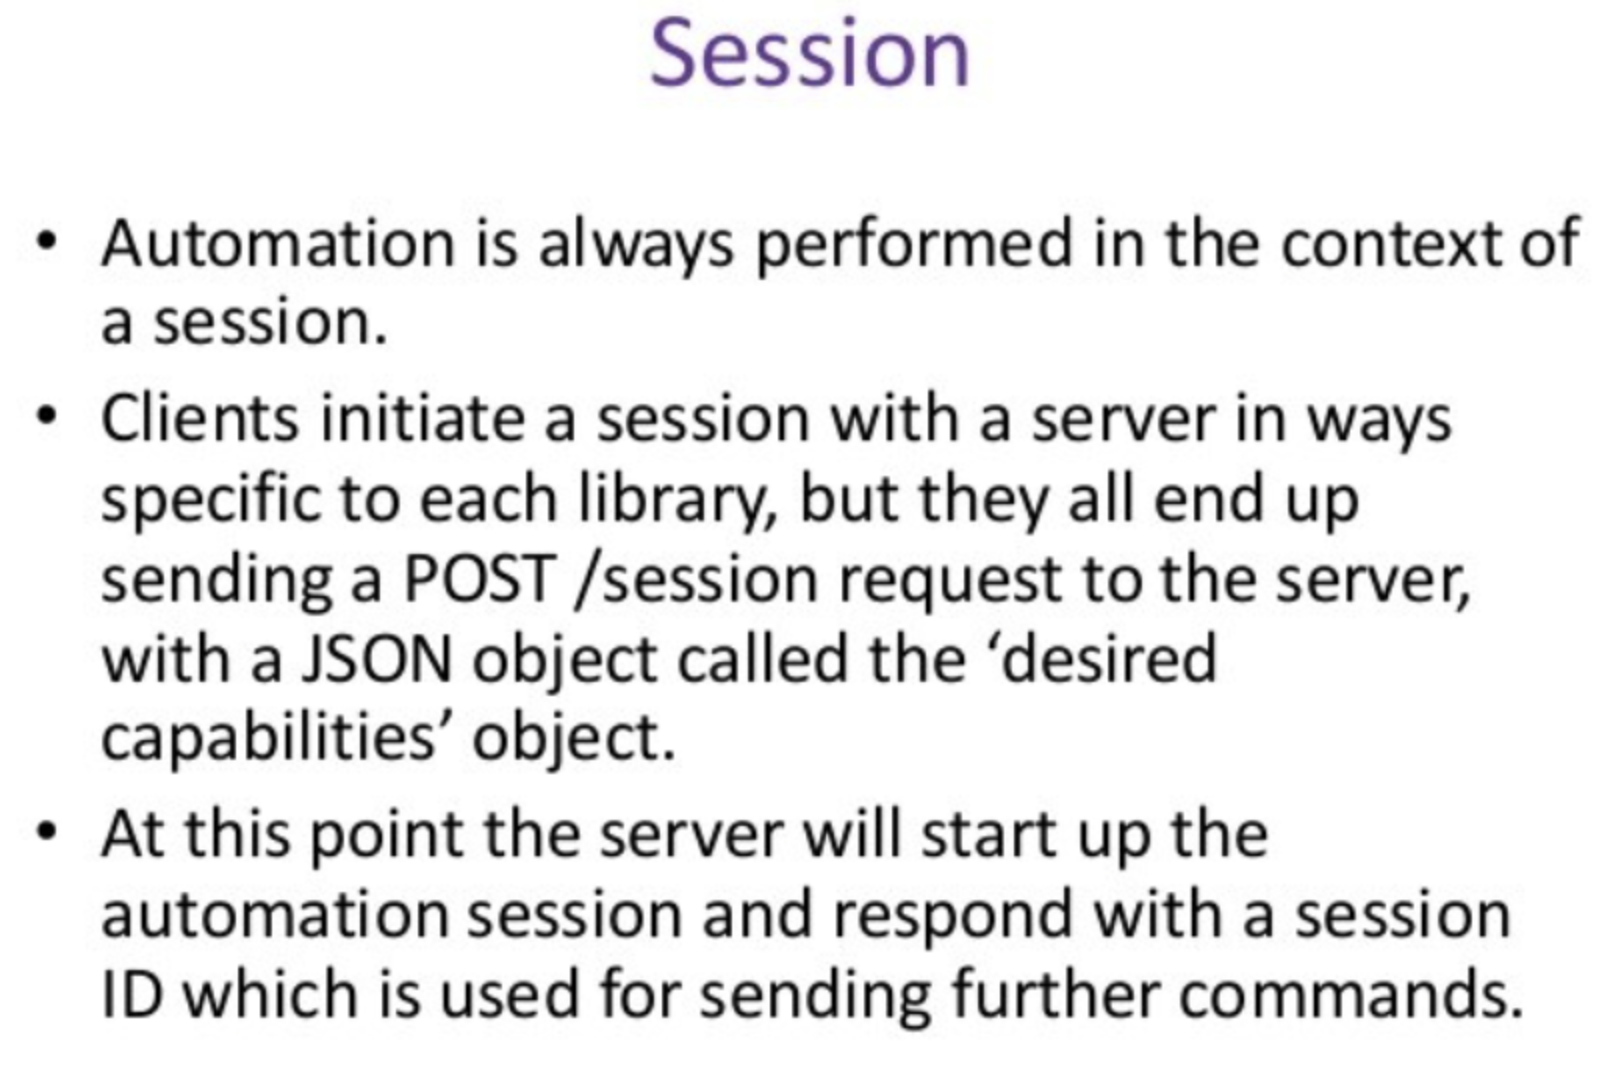 Session
• Automation is always performed in the context of
a session.
• Clients initiate a session with a server in ways
specific to each library, but they all end up
sending a POST /session request to the server,
with a JSON object called the ‘desired
capabilities’ object.
• At this point the server will start up the
automation session and respond with a session
ID which is used for sending further commands.